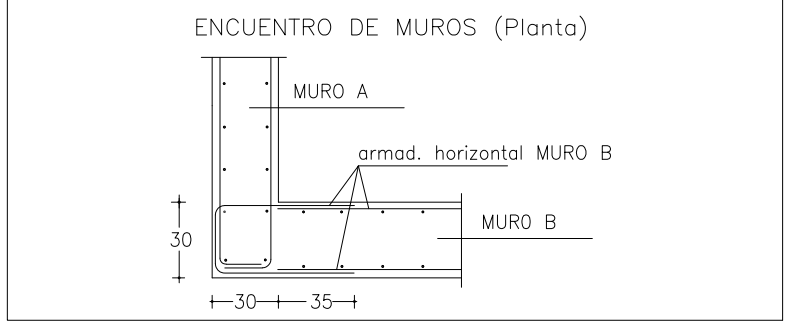 ENCUENTRO DE MUROS (Planta)
MURO A
armad. horizontal MURO B
MURO B
30
30
35